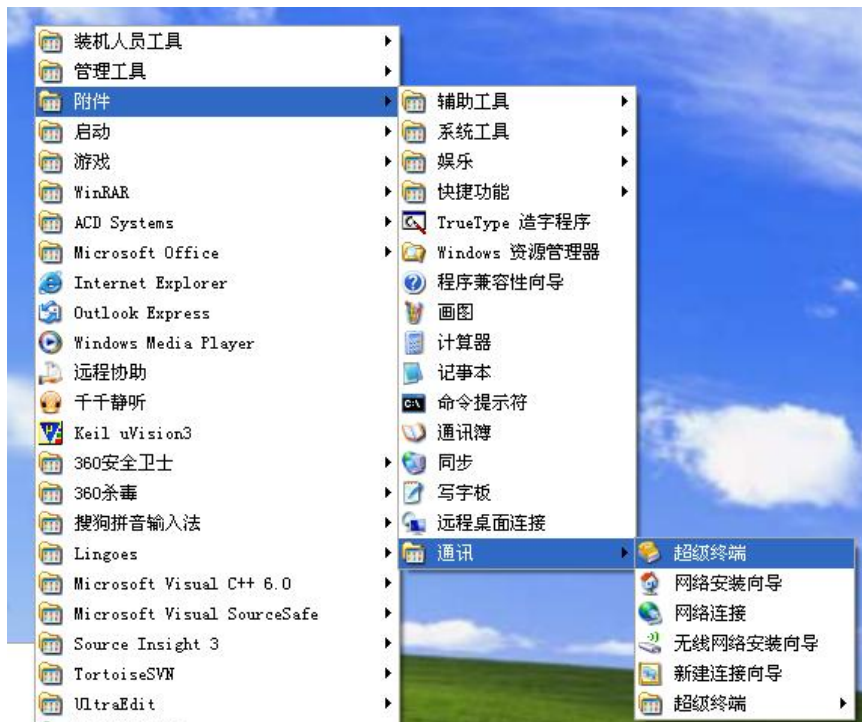 装机人员工具
管理工具
附件
启动
游戏
WinRAR
ACD Systems
Microsoft Office
Internet Explorer
Outlook Express
Windows Media Player
远程协助
千千静听
Keil uVision3
360安全卫士
360杀毒
搜狗拼音输入法
Lingoes
Microsoft Visual C++ 6.0
Microsoft Visual SourceSafe
Source Insight 3
TortoiseSVN
UltraEdit
辅助工具
系统工具
娱乐
快捷功能
TrueType 造字程序
Windows 资源管理器
程序兼容性向导
画图
计算器
记事本
命令提示符
通讯簿
同步
写字板
远程桌面连接
通讯
超级终端
网络安装向导
网络连接
无线网络安装向导
新建连接向导
超级终端